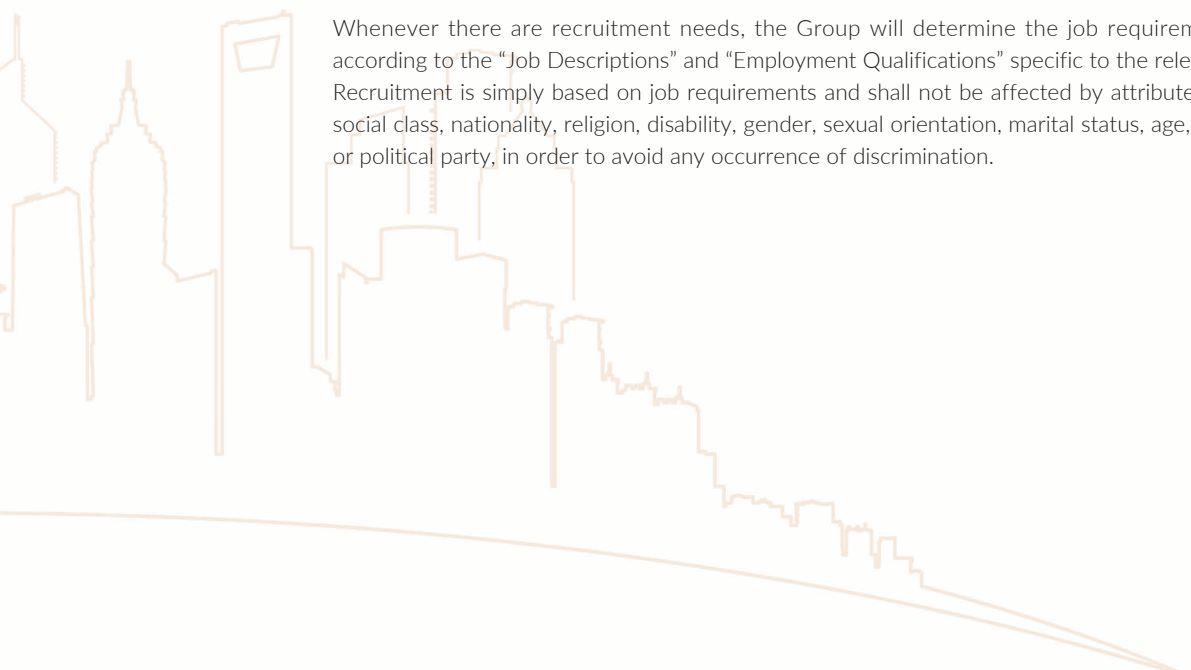 Whenever there are recruitment needs, the Group will determine the job requirem
according to the “Job Descriptions” and “Employment Qualifications” specific to the rele
Recruitment is simply based on job requirements and shall not be affected by attribute
social class, nationality, religion, disability, gender, sexual orientation, marital status, age,
or political party, in order to avoid any occurrence of discrimination.